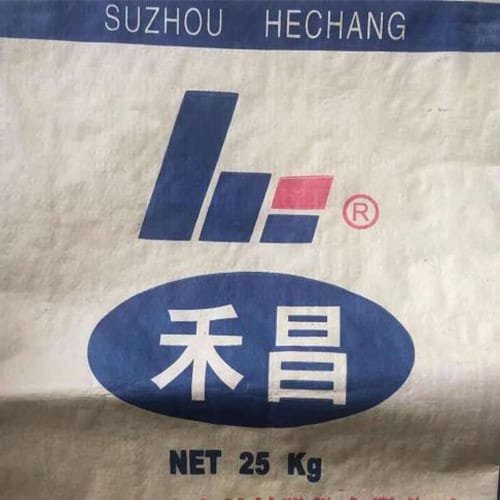 SUZHOU HECHANG
®
禾昌
NET 25 Kg